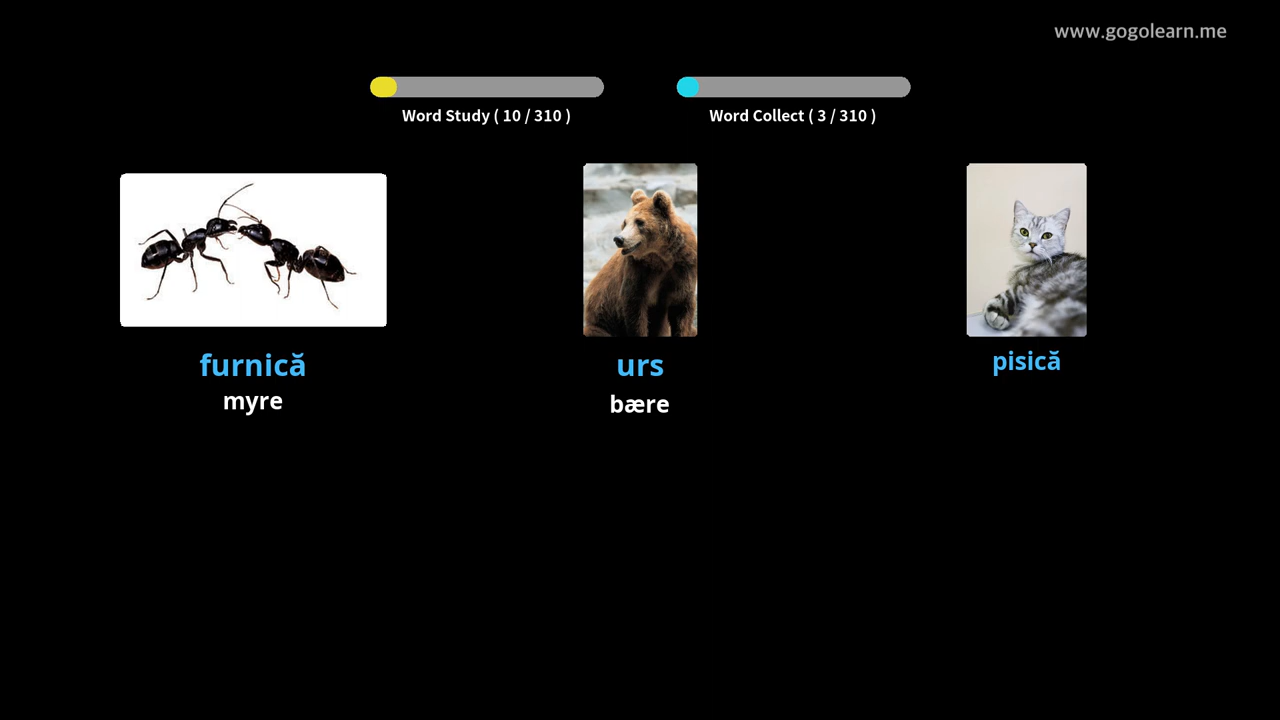 www.gogolearn.me
Word Study ( 10 / 310 )
Word Collect ( 3 / 310 )
furnică
myre
urs
bære
pisică